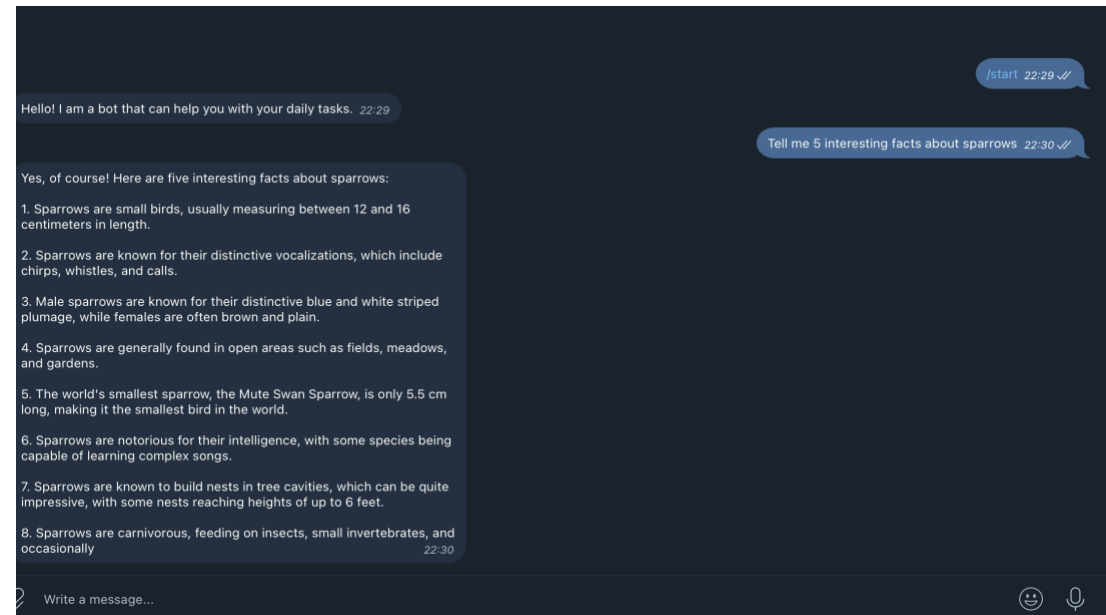 /start 22:29
Hello! I am a bot that can help you with your daily tasks. 22:29
Tell me 5 interesting facts about sparrows 22:30
Yes, of course! Here are five interesting facts about sparrows:
1. Sparrows are small birds, usually measuring between 12 and 16
centimeters in length.
2. Sparrows are known for their distinctive vocalizations, which include
chirps, whistles, and calls.
3. Male sparrows are known for their distinctive blue and white striped
plumage, while females are often brown and plain.
4. Sparrows are generally found in open areas such as fields, meadows,
and gardens.
5. The world's smallest sparrow, the Mute Swan Sparrow, is only 5.5 cm
long, making it the smallest bird in the world.
6. Sparrows are notorious for their intelligence, with some species being
capable of learning complex songs.
7. Sparrows are known to build nests in tree cavities, which can be quite
impressive, with some nests reaching heights of up to 6 feet.
8. Sparrows are carnivorous, feeding on insects, small invertebrates, and
occasionally 22:30
Write a message...